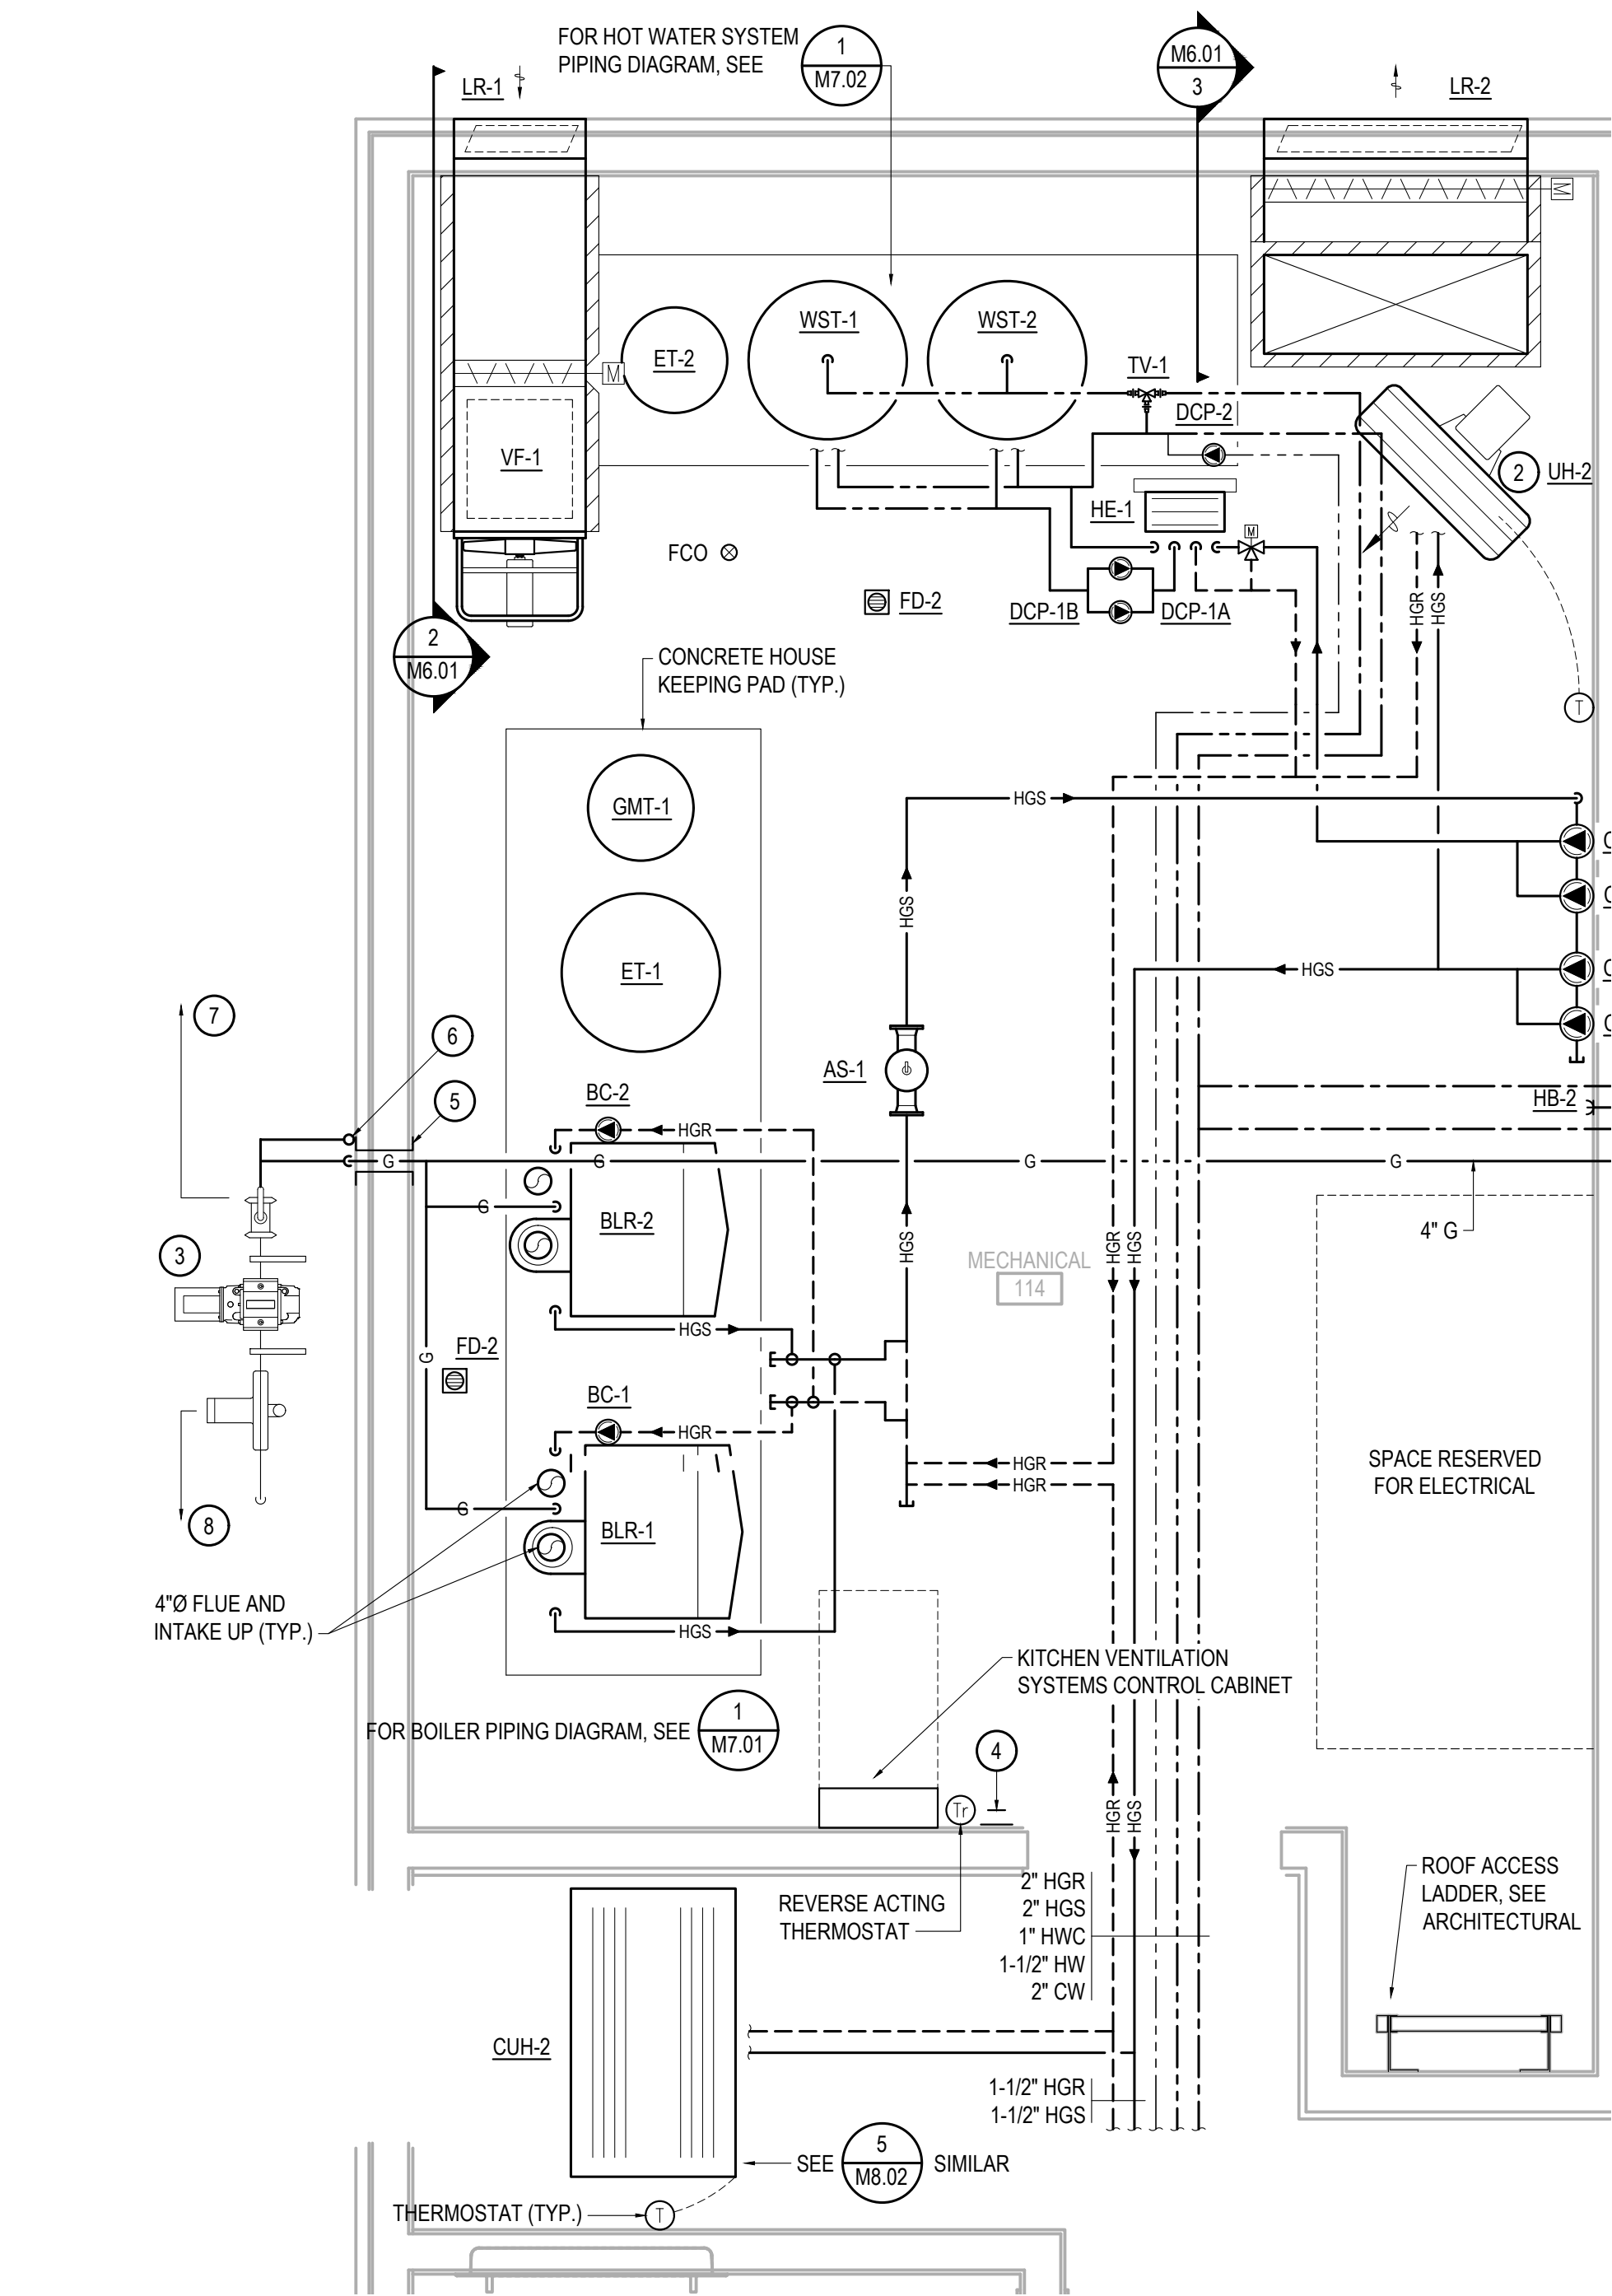 FOR HOT WATER SYSTEM
PIPING DIAGRAM, SEE
1
M7.02
M6.01
3
LR-1
LR-2
WST-1
WST-2
ET-2
M
M
TV-1
DCP-2
VF-1
2
UH-2
HE-1
M
FCO
FD-2
DCP-1B
DCP-1A
HGR
HGS
2
M6.01
CONCRETE HOUSE
KEEPING PAD (TYP.)
T
GMT-1
HGS
HGS
ET-1
HGS
7
6
AS-1
5
BC-2
HB-2
HGR
G
G
G
G
G
BLR-2
4" G
3
HGS
HGR
HGS
MECHANICAL
114
HGS
FD-2
G
BC-1
HGR
HGR
HGR
SPACE RESERVED
FOR ELECTRICAL
G
8
BLR-1
4"Ø FLUE AND
INTAKE UP (TYP.)
HGS
KITCHEN VENTILATION
SYSTEMS CONTROL CABINET
FOR BOILER PIPING DIAGRAM, SEE
1
M7.01
4
Tr
HGR
HGS
2" HGR
2" HGS
1" HWC
1-1/2" HW
2" CW
REVERSE ACTING
THERMOSTAT
ROOF ACCESS
LADDER, SEE
ARCHITECTURAL
CUH-2
1-1/2" HGR
1-1/2" HGS
SEE
5
M8.02
SIMILAR
THERMOSTAT (TYP.)
T